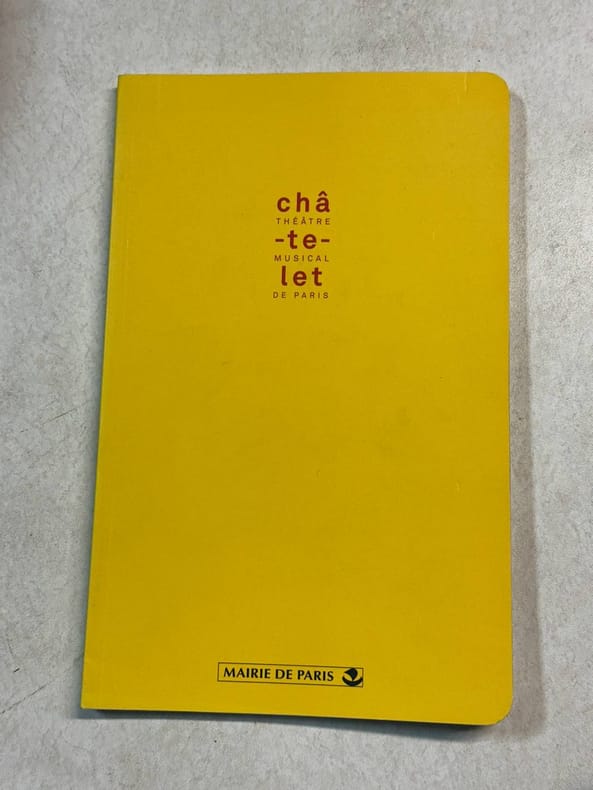 châ
THÉÂTRE
-te-
MUSICAL
let
DE PARIS
MAIRIE DE PARIS